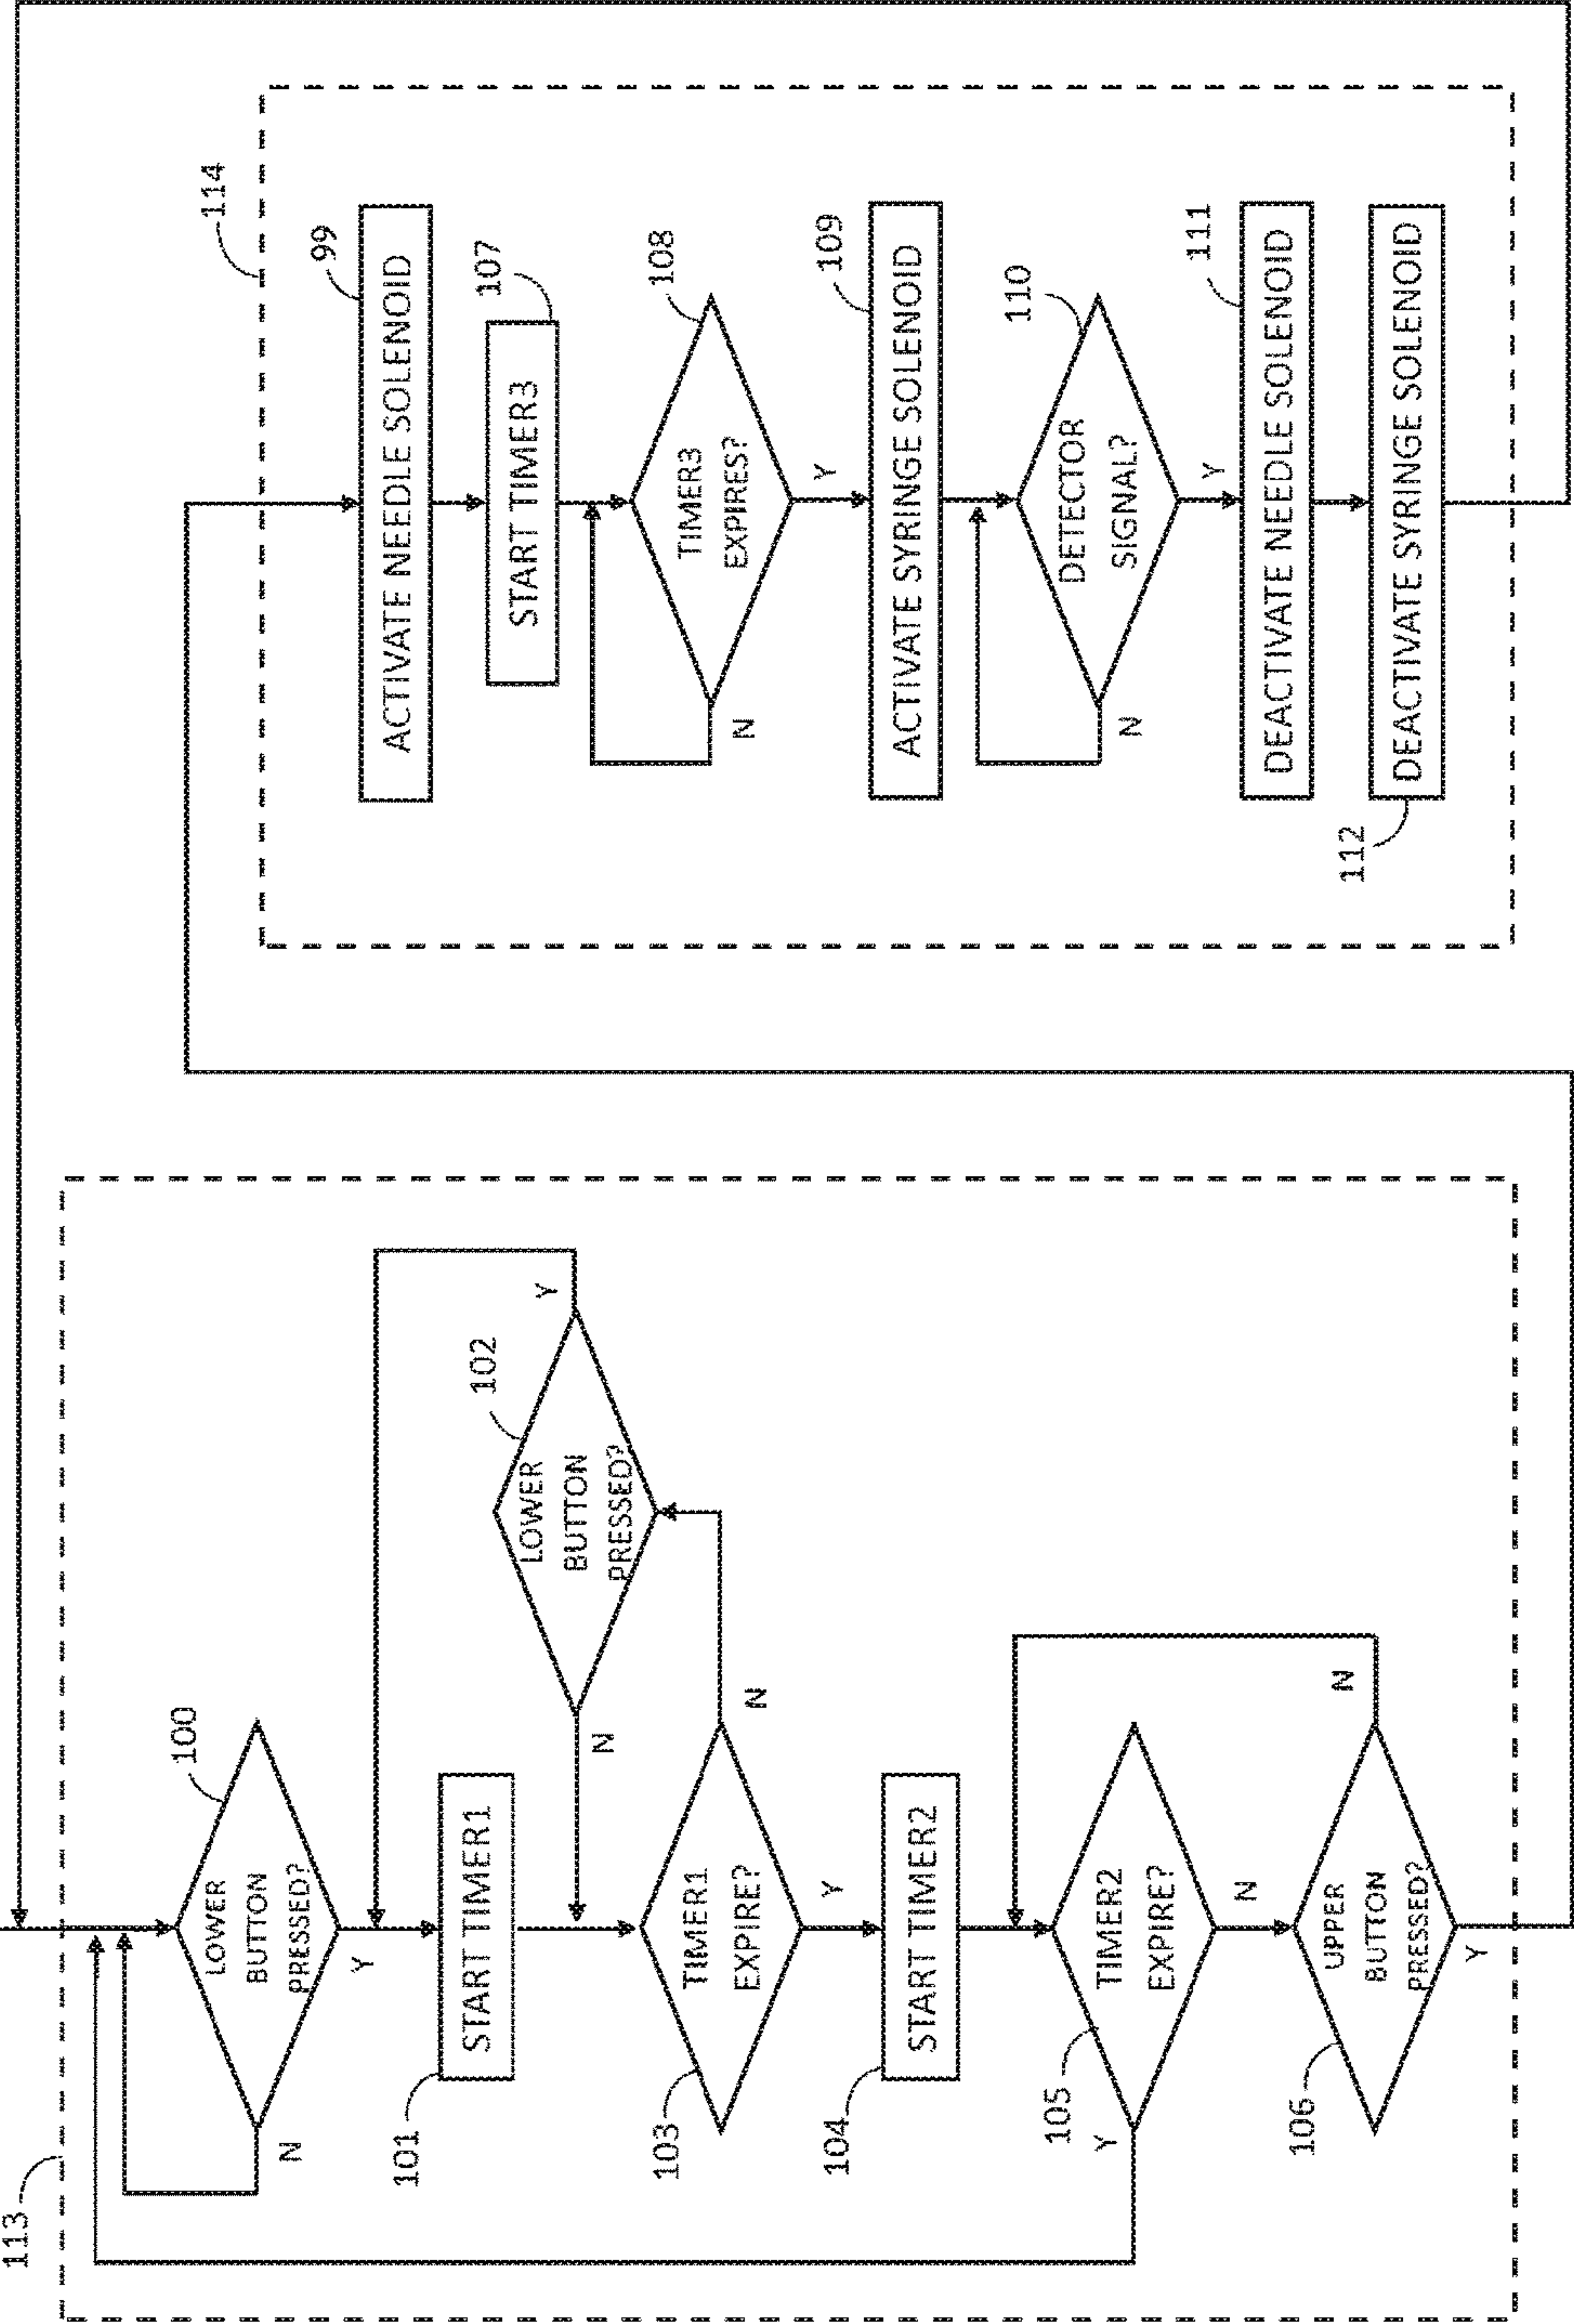 113
100
LOWER
BUTTON
PRESSED?
N
Y
101
START TIMER1
102
LOWER
BUTTON
PRESSED?
Y
N
103
TIMER1
EXPIRE?
N
Y
104
START TIMER2
105
TIMER2
EXPIRE?
Y
N
106
UPPER
BUTTON
PRESSED?
N
Y
114
99
ACTIVATE NEEDLE SOLENOID
107
START TIMER3
108
TIMER3
EXPIRES?
N
Y
109
ACTIVATE SYRINGE SOLENOID
110
DETECTOR
SIGNAL?
N
Y
111
DEACTIVATE NEEDLE SOLENOID
112
DEACTIVATE SYRINGE SOLENOID